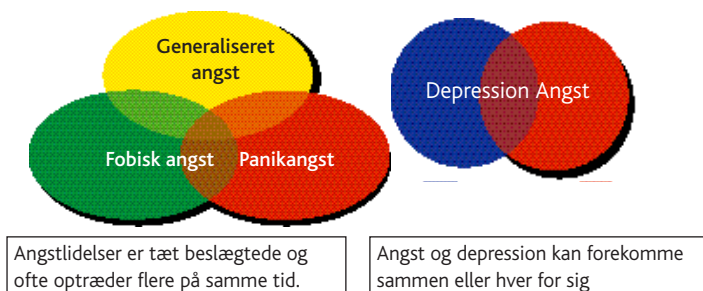 Generaliseret
angst
Fobisk angst
Panikangst
Depression Angst
Angstlidelser er tæt beslægtede og
ofte optræder flere på samme tid.
Angst og depression kan forekomme
sammen eller hver for sig